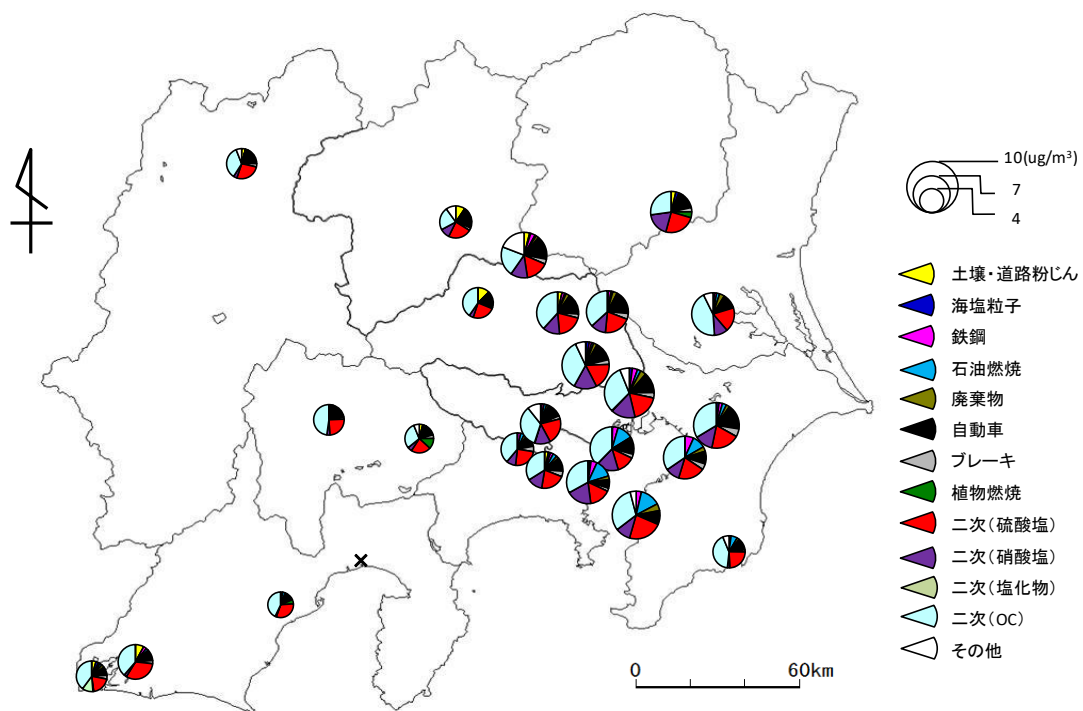 10(ug/m³)
7
4
土壌・道路粉じん
海塩粒子
鉄鋼
石油燃焼
廃棄物
自動車
ブレーキ
植物燃焼
二次(硫酸塩)
二次(硝酸塩)
二次(塩化物)
二次(OC)
その他
0 60km